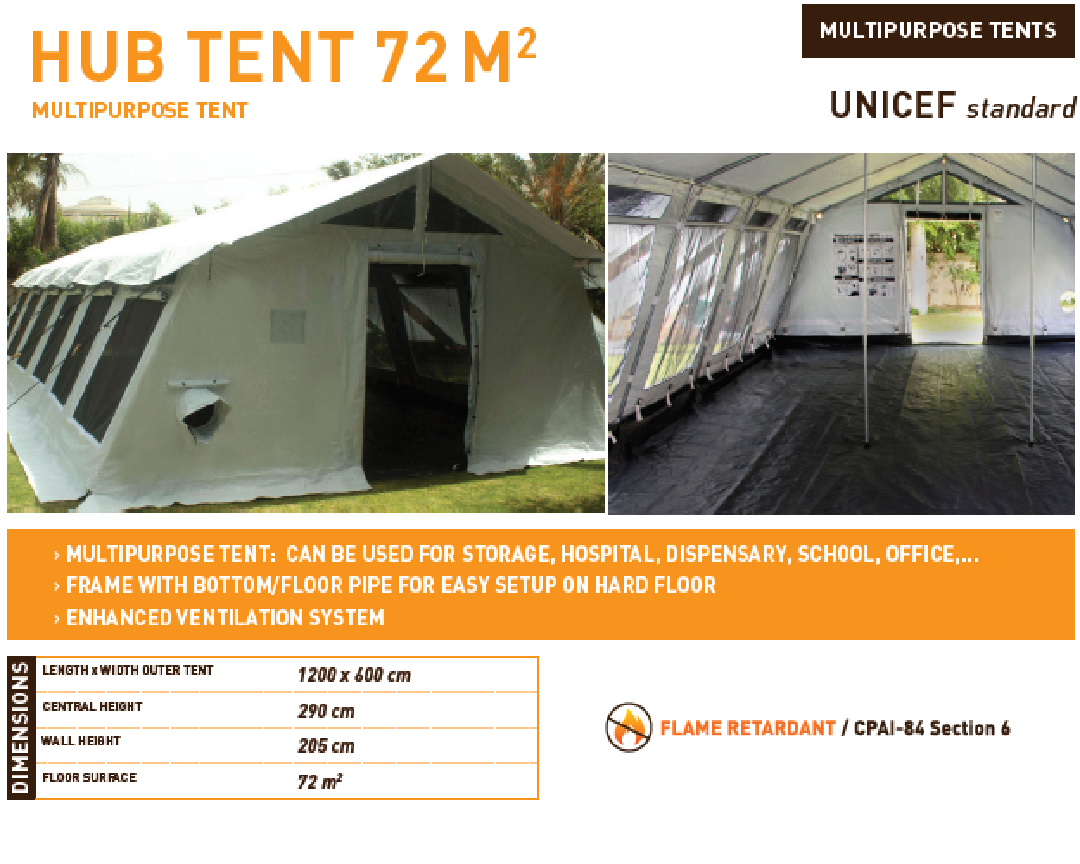 HUB TENT 72 M²
MULTIPURPOSE TENT
MULTIPURPOSE TENTS
UNICEF standard
› MULTIPURPOSE TENT: CAN BE USED FOR STORAGE, HOSPITAL, DISPENSARY, SCHOOL, OFFICE,...
› FRAME WITH BOTTOM/FLOOR PIPE FOR EASY SETUP ON HARD FLOOR
› ENHANCED VENTILATION SYSTEM
DIMENSIONS
LENGTH x WIDTH OUTER TENT 1200 x 600 cm
CENTRAL HEIGHT 290 cm
WALL HEIGHT 205 cm
FLOOR SURFACE 72 m²
FLAME RETARDANT / CPAI-84 Section 6